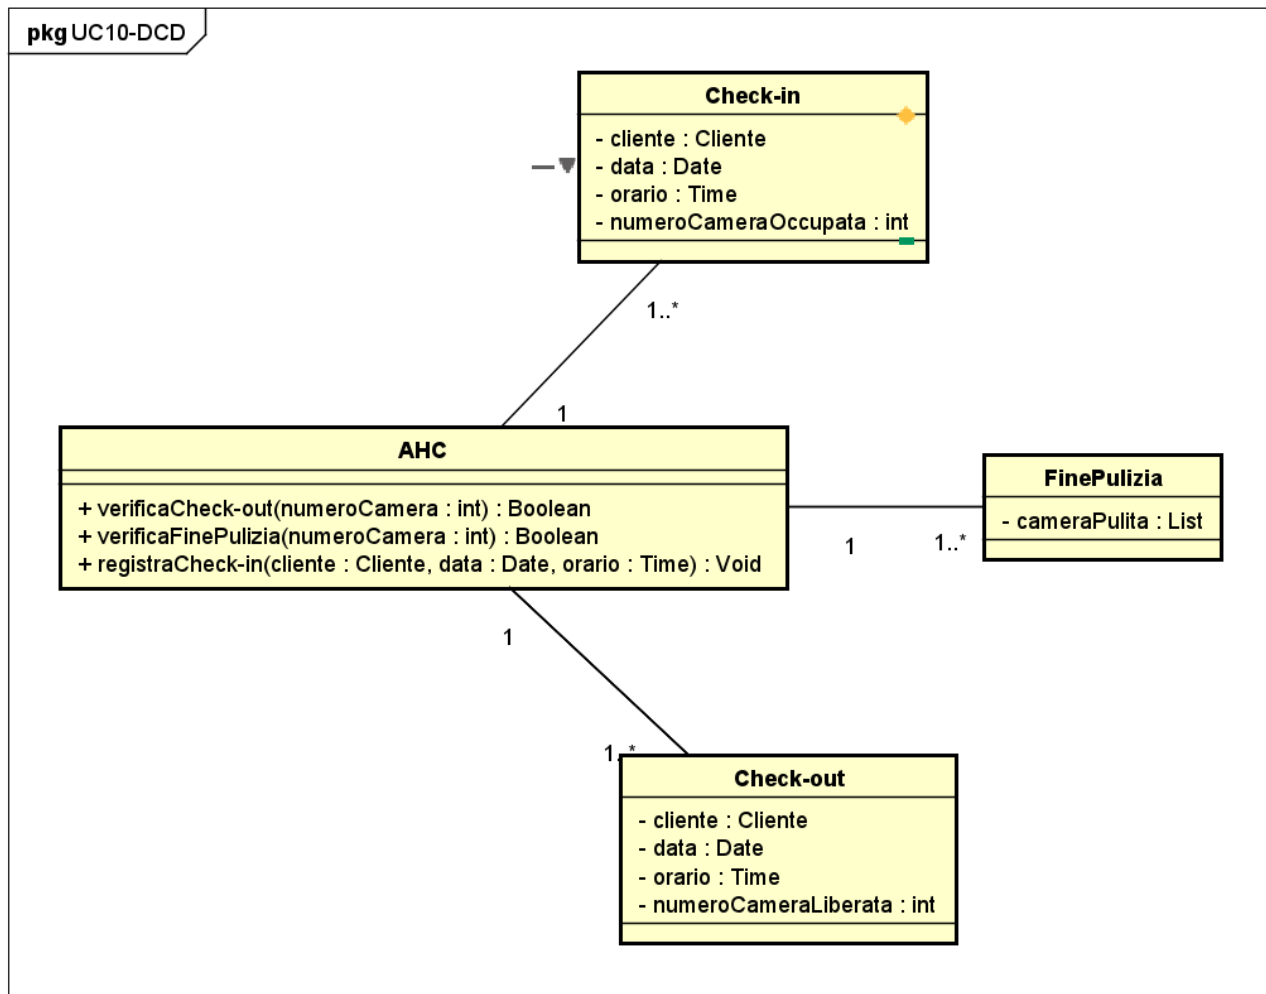 pkg UC10-DCD
Check-in
- cliente : Cliente
- data : Date
- orario : Time
- numeroCameraOccupata : int
1..*
1
AHC
+ verificaCheck-out(numeroCamera : int) : Boolean
+ verificaFinePulizia(numeroCamera : int) : Boolean
+ registraCheck-in(cliente : Cliente, data : Date, orario : Time) : Void
FinePulizia
- cameraPulita : List
1
1..*
1
1..*
Check-out
- cliente : Cliente
- data : Date
- orario : Time
- numeroCameraLiberata : int